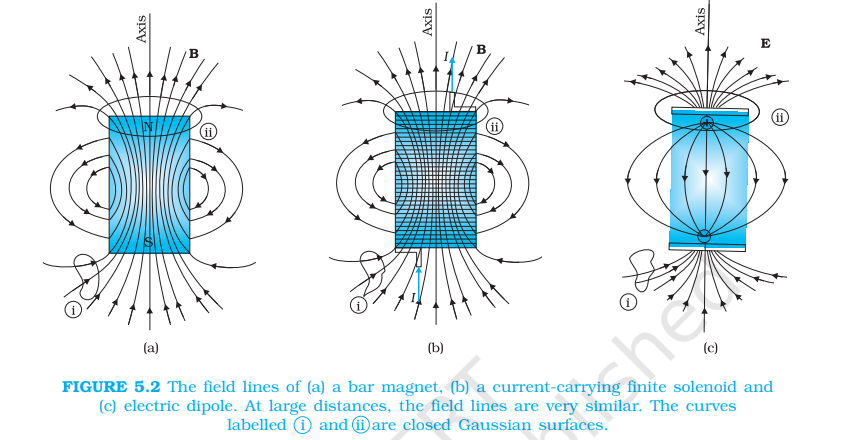 Axis
B
N
ii
S
i
(a)
Axis
I
B
ii
I
i
(b)
Axis
E
ii
i
(c)
FIGURE 5.2 The field lines of (a) a bar magnet, (b) a current-carrying finite solenoid and
(c) electric dipole. At large distances, the field lines are very similar. The curves
labelled i and ii are closed Gaussian surfaces.